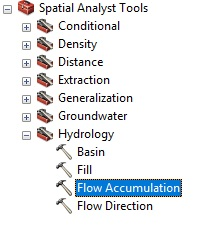 Spatial Analyst Tools
Conditional
Density
Distance
Extraction
Generalization
Groundwater
Hydrology
Basin
Fill
Flow Accumulation
Flow Direction